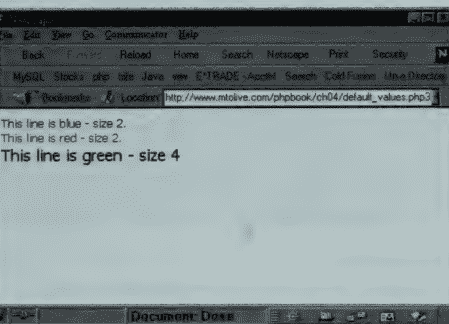 File Edit View Go Communicator Help
Back Reload Home Search Netscape Print Security
MySQL Stocks php Java E*TRADE Search Cold Fusion
Bookmarks Location: http://www.mtolive.com/phpbook/ch04/default_values.php3
This line is blue - size 2.
This line is red - size 2.
This line is green - size 4
Document Done